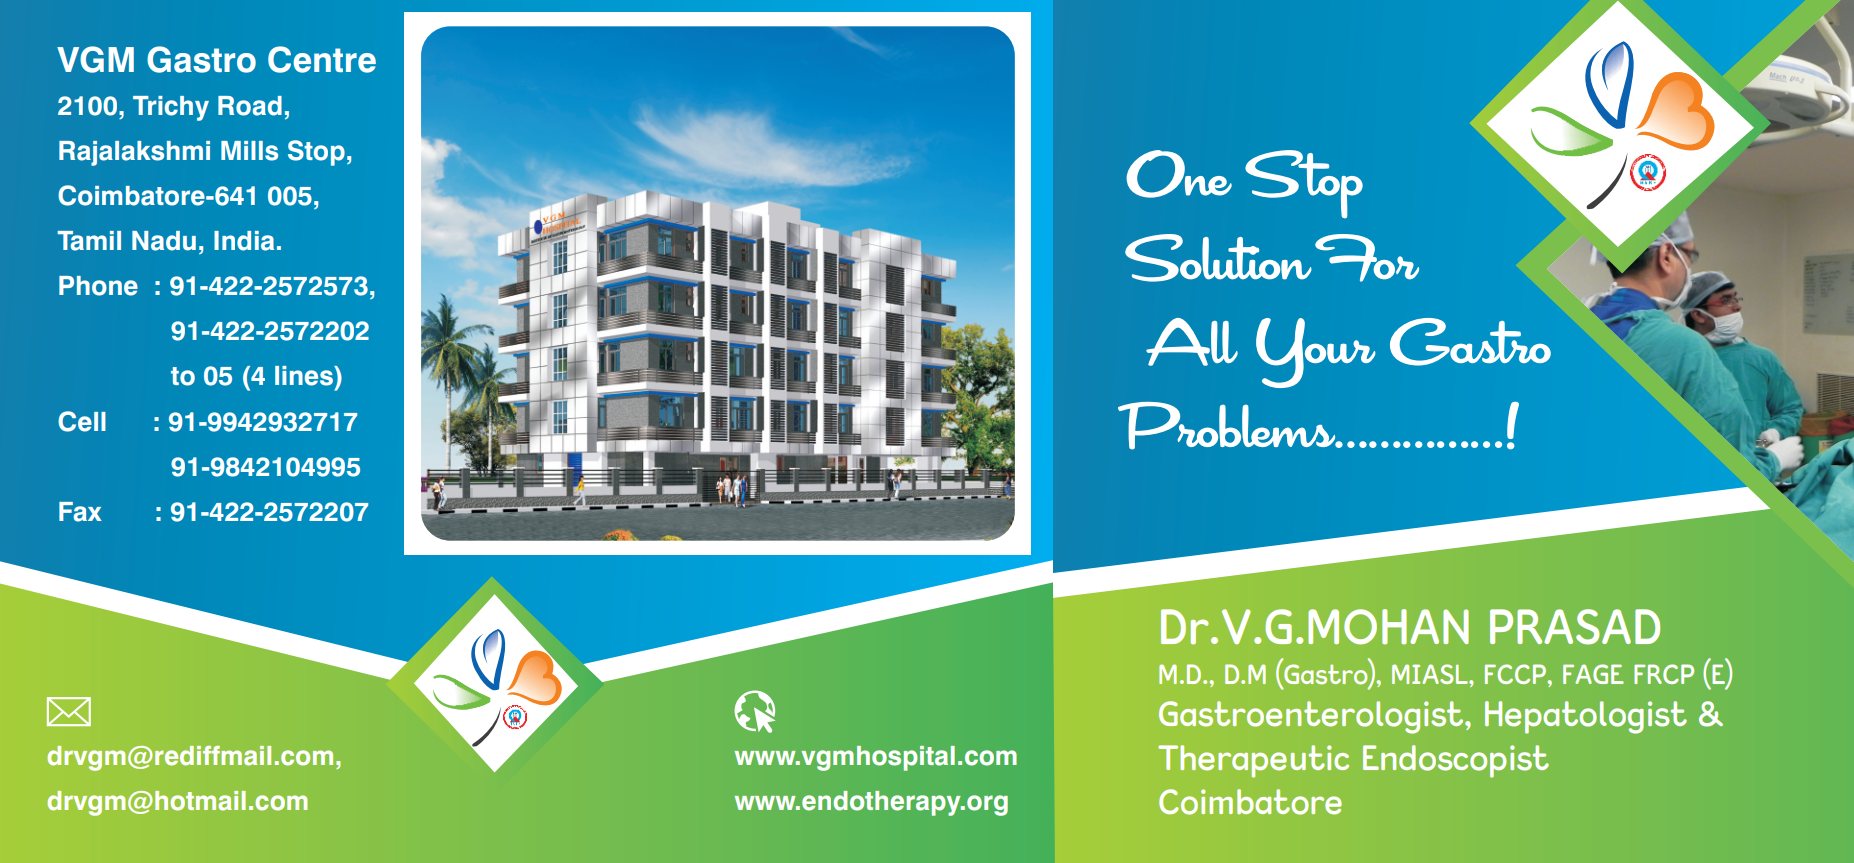 VGM Gastro Centre
2100, Trichy Road,
Rajalakshmi Mills Stop,
Coimbatore-641 005,
Tamil Nadu, India.
Phone : 91-422-2572573,
91-422-2572202
to 05 (4 lines)
Cell : 91-9942932717
91-9842104995
Fax : 91-422-2572207
VGM
HOSPITAL
drvgm@rediffmail.com,
drvgm@hotmail.com
www.vgmhospital.com
www.endotherapy.org
One Stop
Solution For
All Your Gastro
Problems...............!
Dr.V.G.MOHAN PRASAD
M.D., D.M (Gastro), MIASL, FCCP, FAGE FRCP (E)
Gastroenterologist, Hepatologist &
Therapeutic Endoscopist
Coimbatore
Mach